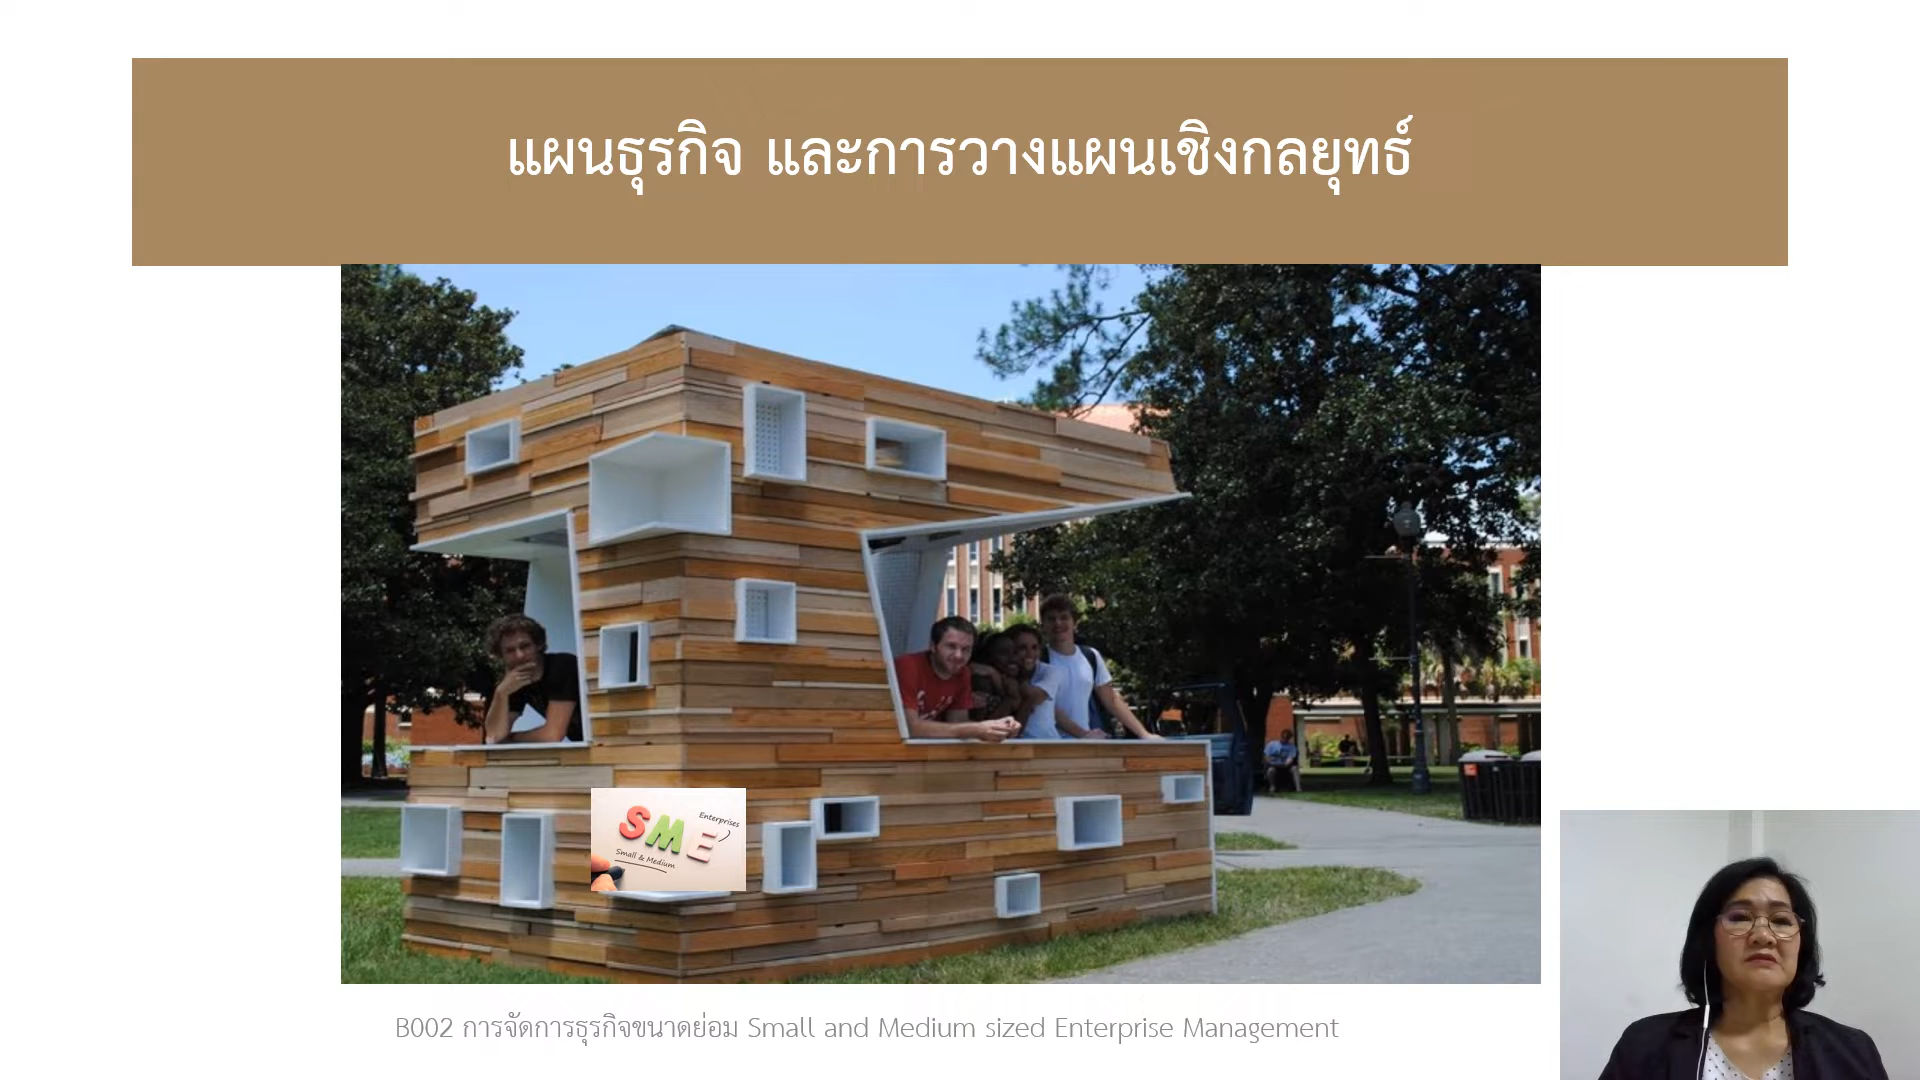 แผนธุรกิจ และการวางแผนเชิงกลยุทธ์
SME
Enterprises
Small & Medium
B002 การจัดการธุรกิจขนาดย่อม Small and Medium sized Enterprise Management